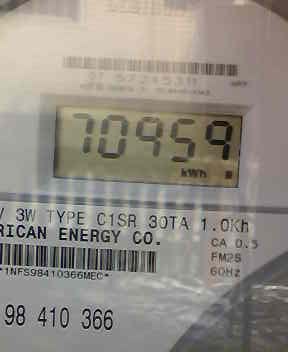 70959
kWh
/ 3W TYPE C1SR 30TA 1.0Kh
RICAN ENERGY CO.
CA 0.5
FM2S
60Hz
*1NFS98410366MEC*
98 410 366